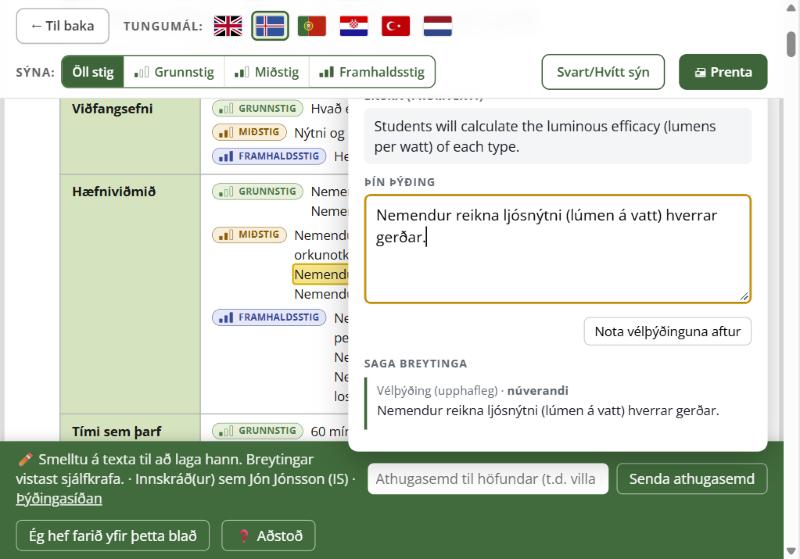 ← Til baka
TUNGUMÁL:
SÝNA:
Öll stig
Grunnstig
Miðstig
Framhaldsstig
Svart/Hvítt sýn
Prenta
Viðfangsefni
GRUNNSTIG Hvað
MIÐSTIG Nýtni og
FRAMHALDSSTIG
Hæfniviðmið
GRUNNSTIG
MIÐSTIG
FRAMHALDSSTIG
Tími sem þarf
GRUNNSTIG 60
Students will calculate the luminous efficacy (lumens
per watt) of each type.
ÞÍN ÞÝÐING
Nemendur reikna ljósnýtni (lúmen á vatt) hverrar
gerðar.
Nota vélþýðinguna aftur
SAGA BREYTINGA
Vélþýðing (upphafleg) · núverandi
Nemendur reikna ljósnýtni (lúmen á vatt) hverrar gerðar.
Smelltu á texta til að laga hann. Breytingar
vistast sjálfkrafa. · Innskráð(ur) sem Jón Jónsson (IS) ·
Þýðingasíðan
Athugasemd til höfundar (t.d. villa
Senda athugasemd
Ég hef farið yfir þetta blað
? Aðstoð